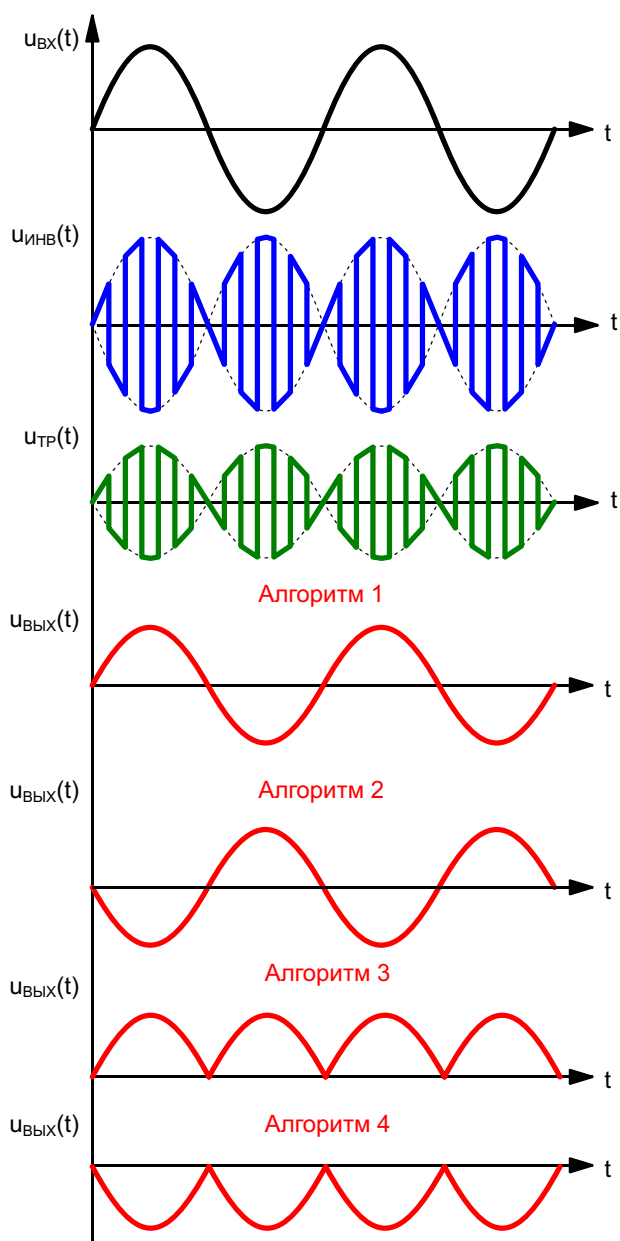 uВХ(t)
t
uИНВ(t)
t
uТР(t)
t
Алгоритм 1
uВЫХ(t)
t
uВЫХ(t)
Алгоритм 2
t
Алгоритм 3
uВЫХ(t)
t
uВЫХ(t)
Алгоритм 4
t